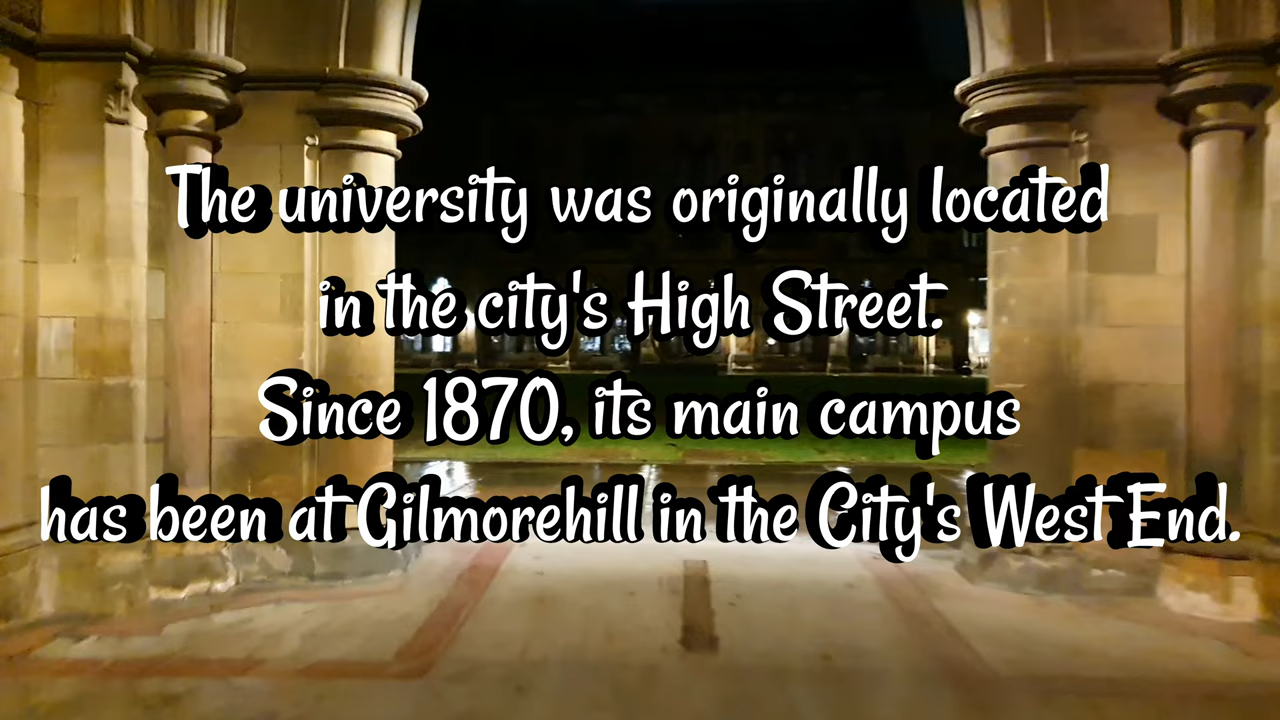 The university was originally located
in the city's High Street.
Since 1870, its main campus
has been at Gilmorehill in the City's West End.